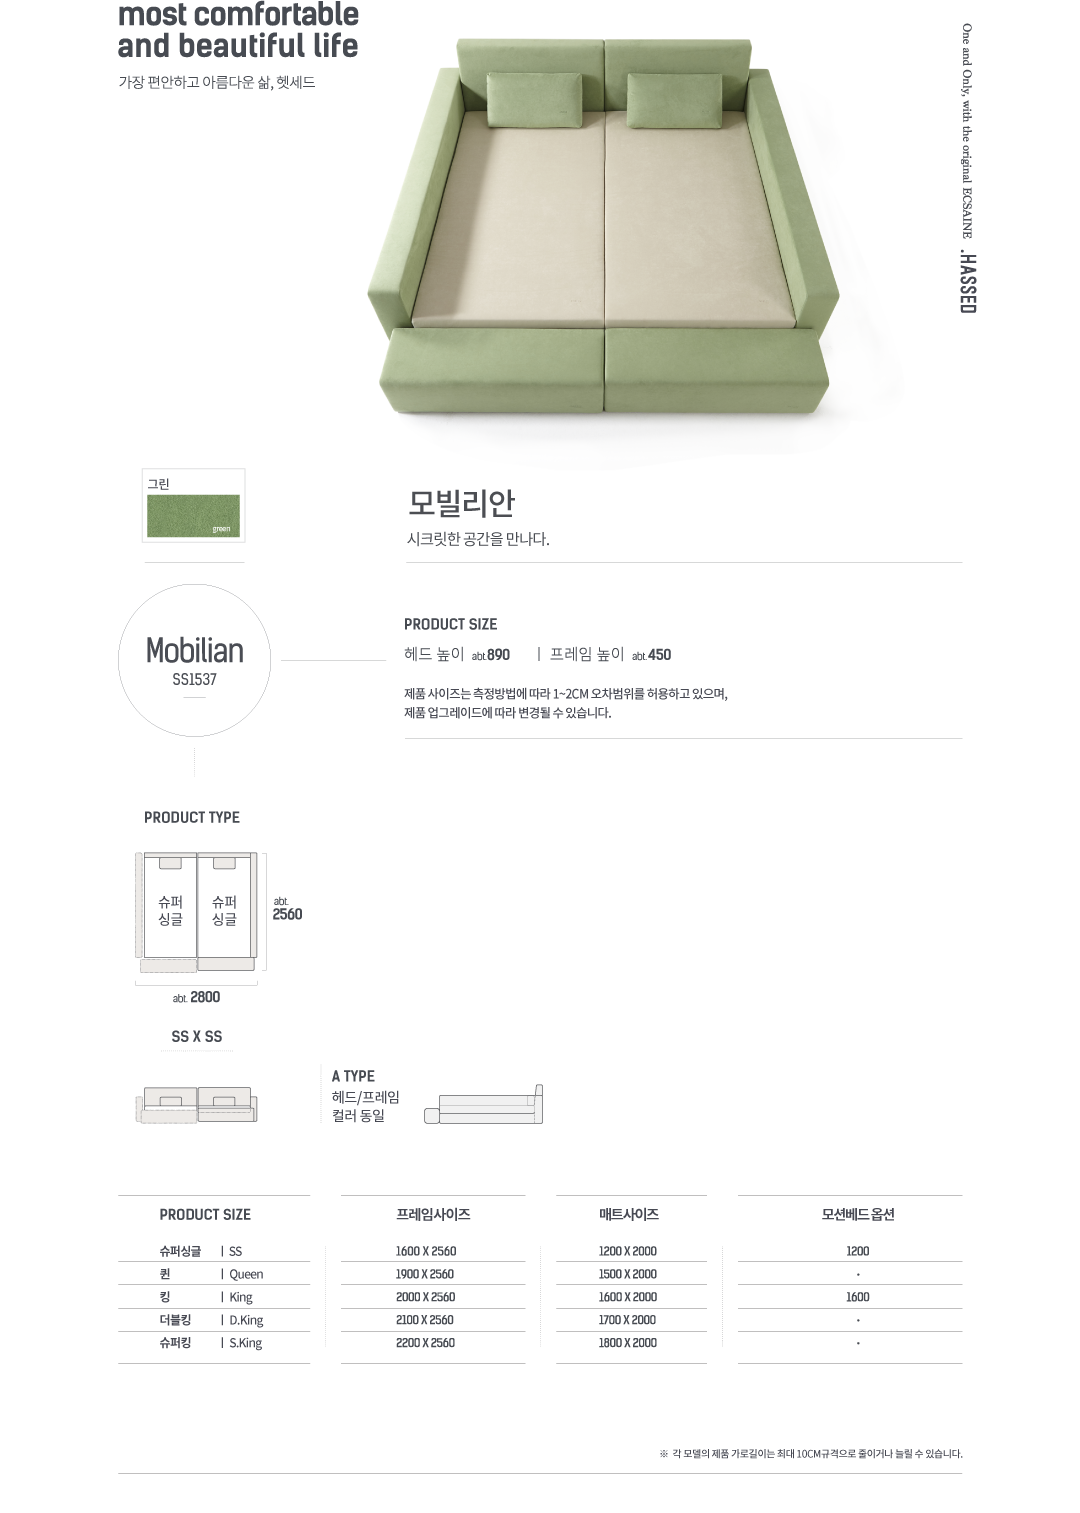 most comfortable
and beautiful life
가장 편안하고 아름다운 삶, 헷세드
One and Only, with the original ECSAINE .HASSED
그린
green
모빌리안
시크릿한 공간을 만나다.
Mobilian
SS1537
PRODUCT SIZE
헤드 높이 abt.890 | 프레임 높이 abt.450
제품 사이즈는 측정방법에 따라 1~2CM 오차범위를 허용하고 있으며,
제품 업그레이드에 따라 변경될 수 있습니다.
PRODUCT TYPE
슈퍼 슈퍼
싱글 싱글
abt.
2560
abt. 2800
SS X SS
A TYPE
헤드/프레임
컬러 동일
PRODUCT SIZE 프레임사이즈 매트사이즈 모션베드 옵션
슈퍼싱글 | SS 1600 X 2560 1200 X 2000 1200
퀸 | Queen 1900 X 2560 1500 X 2000 ·
킹 | King 2000 X 2560 1600 X 2000 1600
더블킹 | D.King 2100 X 2560 1700 X 2000 ·
슈퍼킹 | S.King 2200 X 2560 1800 X 2000 ·
※ 각 모델의 제품 가로길이는 최대 10CM규격으로 줄이거나 늘릴 수 있습니다.